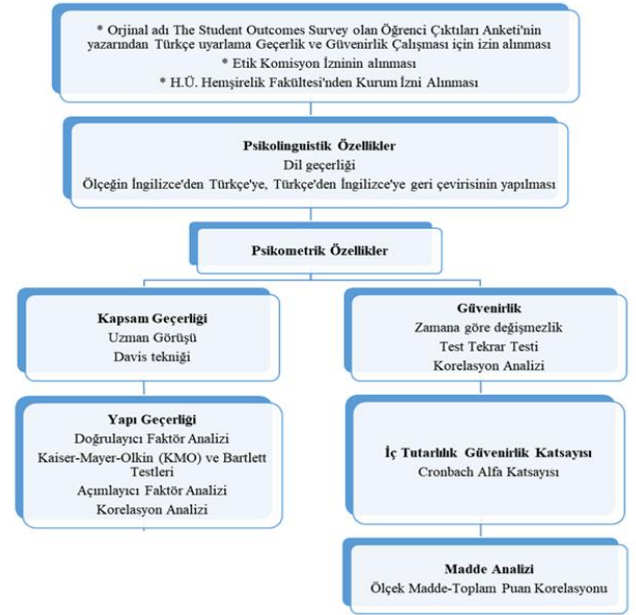 * Orjinal adı The Student Outcomes Survey olan Öğrenci Çıktıları Anketi'nin
yazarından Türkçe uyarlama Geçerlik ve Güvenirlik Çalışması için izin alınması
* Etik Komisyon İzninin alınması
* H.Ü. Hemşirelik Fakültesi'nden Kurum İzni Alınması
Psikolinguistik Özellikler
Dil geçerliği
Ölçeğin İngilizce'den Türkçe'ye, Türkçe'den İngilizce'ye geri çevirisinin yapılması
Psikometrik Özellikler
Kapsam Geçerliği
Uzman Görüşü
Davis tekniği
Yapı Geçerliği
Doğrulayıcı Faktör Analizi
Kaiser-Mayer-Olkin (KMO) ve Bartlett
Testleri
Açımlayıcı Faktör Analizi
Korelasyon Analizi
Güvenirlik
Zamana göre değişmezlik
Test Tekrar Testi
Korelasyon Analizi
İç Tutarlılık Güvenirlik Katsayısı
Cronbach Alfa Katsayısı
Madde Analizi
Ölçek Madde-Toplam Puan Korelasyonu